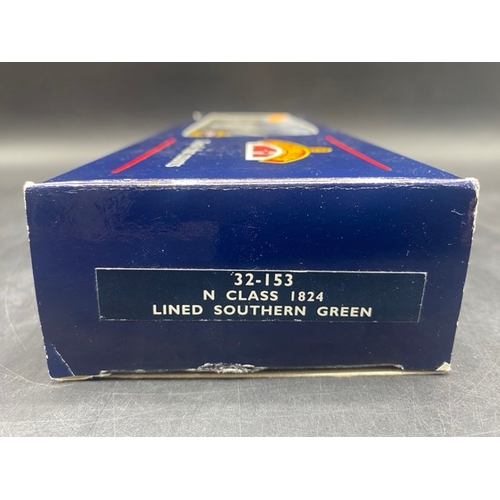 32-153
N CLASS 1824
LINED SOUTHERN GREEN